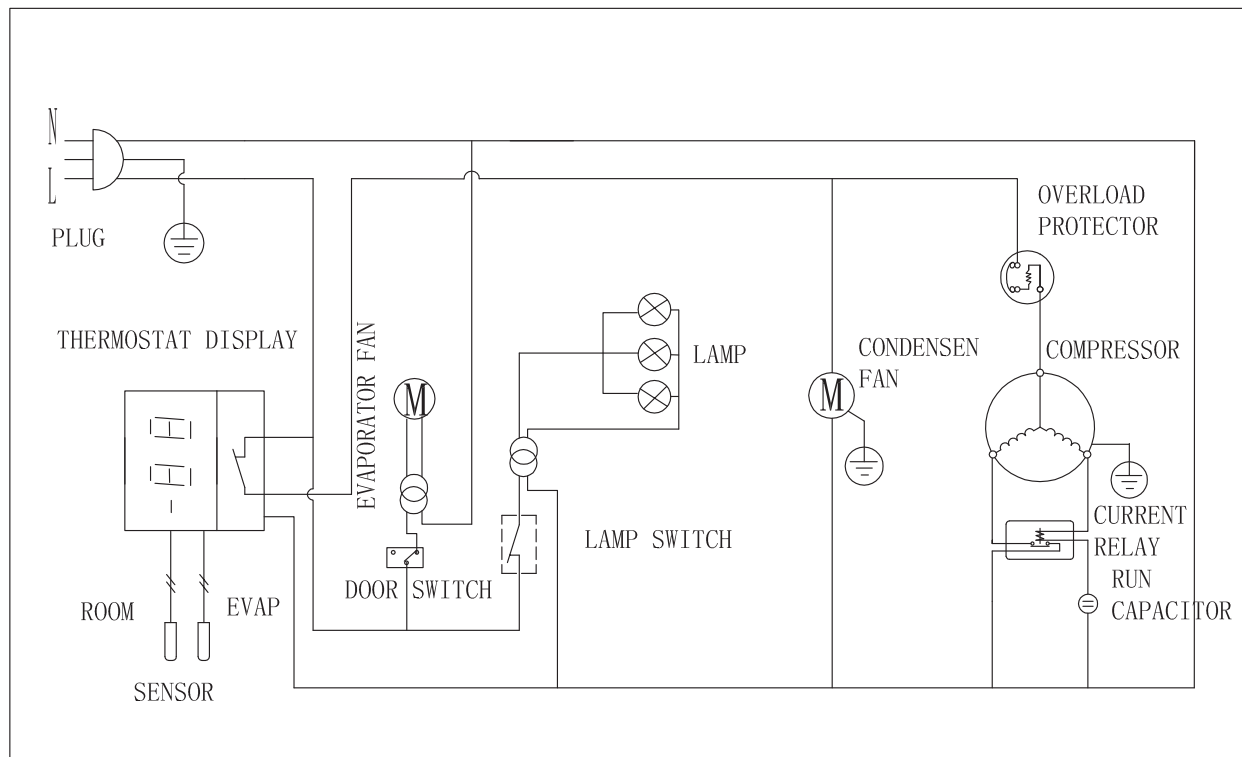 N
L
PLUG
OVERLOAD
PROTECTOR
THERMOSTAT DISPLAY
EVAPORATOR FAN
M
LAMP
CONDENSEN
FAN
M
COMPRESSOR
LAMP SWITCH
CURRENT
RELAY
DOOR SWITCH
RUN
CAPACITOR
ROOM
EVAP
SENSOR